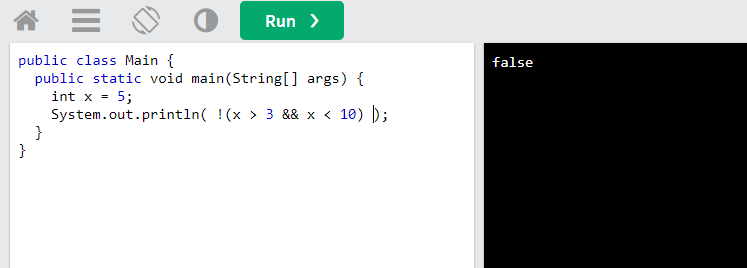 Run ❯
public class Main {
  public static void main(String[] args) {
    int x = 5;
    System.out.println( !(x > 3 && x < 10) );
  }
}
false